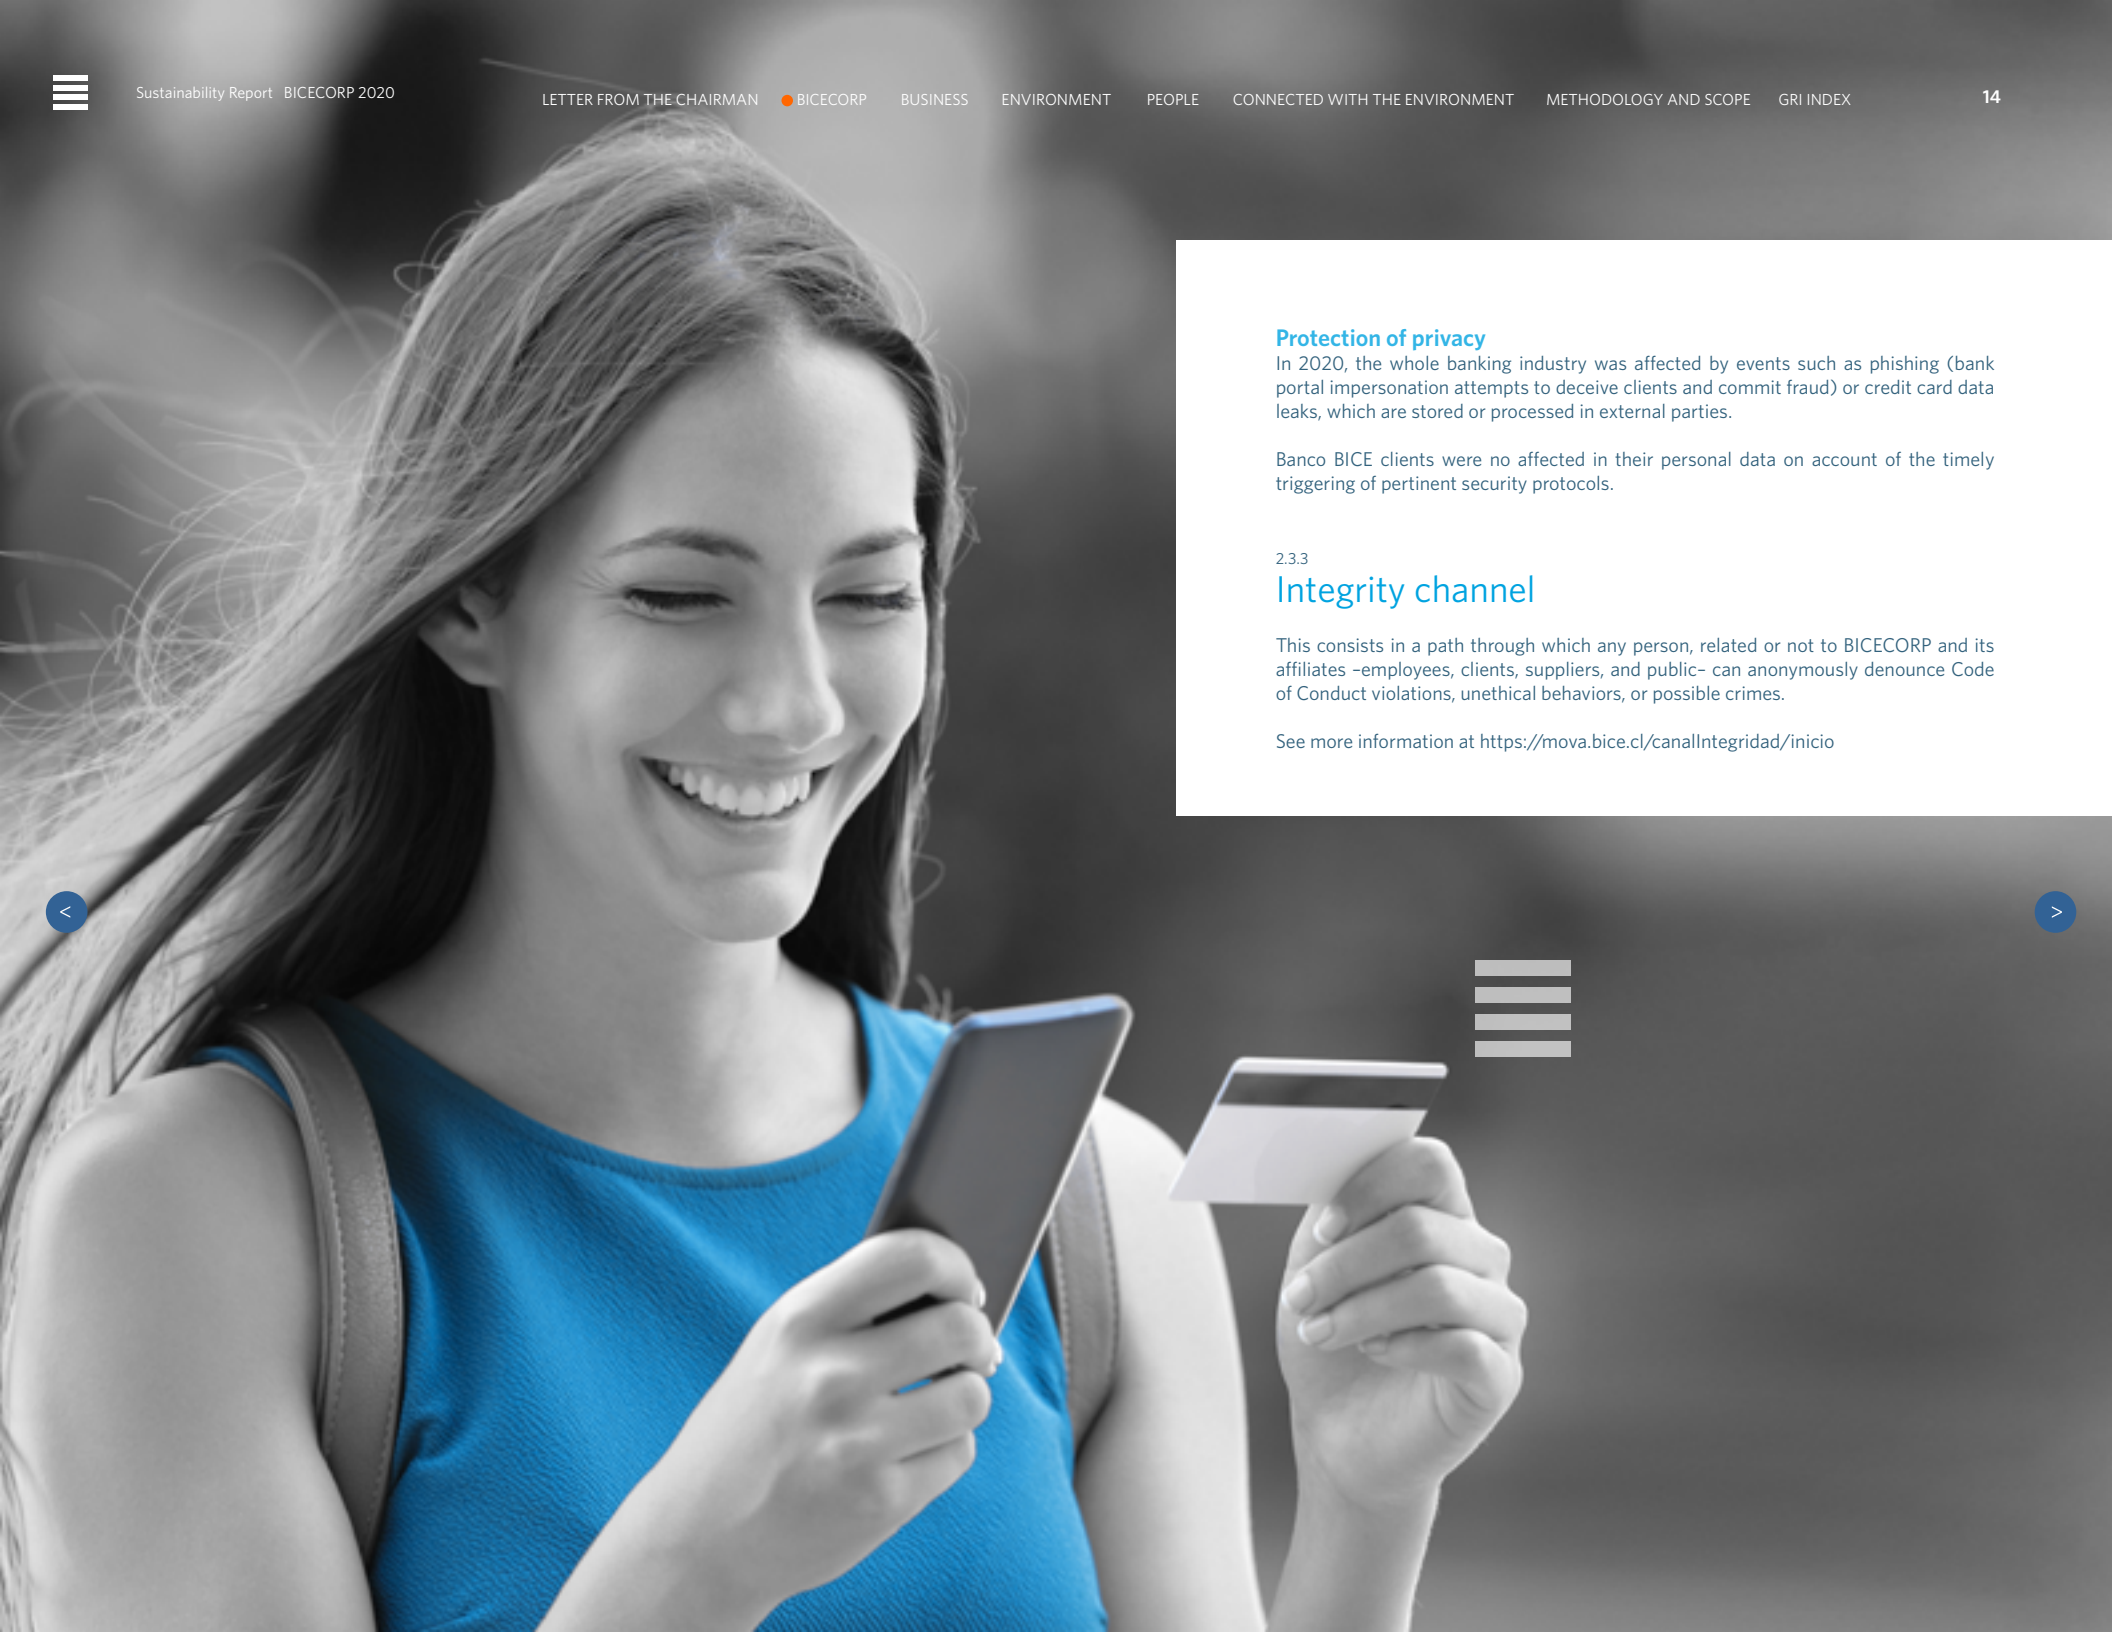 Sustainability Report BICECORP 2020
LETTER FROM THE CHAIRMAN BICECORP BUSINESS ENVIRONMENT PEOPLE CONNECTED WITH THE ENVIRONMENT METHODOLOGY AND SCOPE GRI INDEX
14
Protection of privacy
In 2020, the whole banking industry was affected by events such as phishing (bank
portal impersonation attempts to deceive clients and commit fraud) or credit card data
leaks, which are stored or processed in external parties.
Banco BICE clients were no affected in their personal data on account of the timely
triggering of pertinent security protocols.
2.3.3
Integrity channel
This consists in a path through which any person, related or not to BICECORP and its
affiliates –employees, clients, suppliers, and public– can anonymously denounce Code
of Conduct violations, unethical behaviors, or possible crimes.
See more information at https://mova.bice.cl/canalIntegridad/inicio
<
>